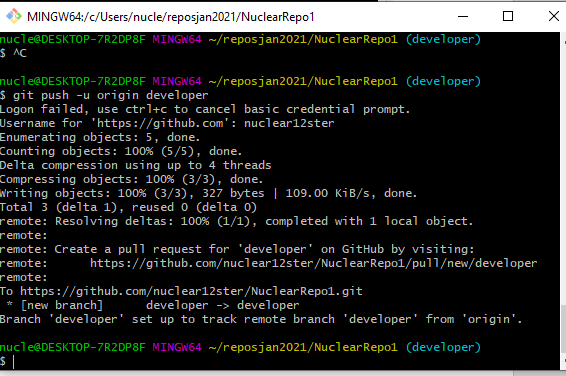 MINGW64:/c/Users/nucle/reposjan2021/NuclearRepo1
nucle@DESKTOP-7R2DP8F MINGW64 ~/reposjan2021/NuclearRepo1 (developer)
$ ^C
nucle@DESKTOP-7R2DP8F MINGW64 ~/reposjan2021/NuclearRepo1 (developer)
$ git push -u origin developer
Logon failed, use ctrl+c to cancel basic credential prompt.
Username for 'https://github.com': nuclear12ster
Enumerating objects: 5, done.
Counting objects: 100% (5/5), done.
Delta compression using up to 4 threads
Compressing objects: 100% (3/3), done.
Writing objects: 100% (3/3), 327 bytes | 109.00 KiB/s, done.
Total 3 (delta 1), reused 0 (delta 0)
remote: Resolving deltas: 100% (1/1), completed with 1 local object.
remote:
remote: Create a pull request for 'developer' on GitHub by visiting:
remote:      https://github.com/nuclear12ster/NuclearRepo1/pull/new/developer
remote:
To https://github.com/nuclear12ster/NuclearRepo1.git
 * [new branch]      developer -> developer
Branch 'developer' set up to track remote branch 'developer' from 'origin'.
nucle@DESKTOP-7R2DP8F MINGW64 ~/reposjan2021/NuclearRepo1 (developer)
$